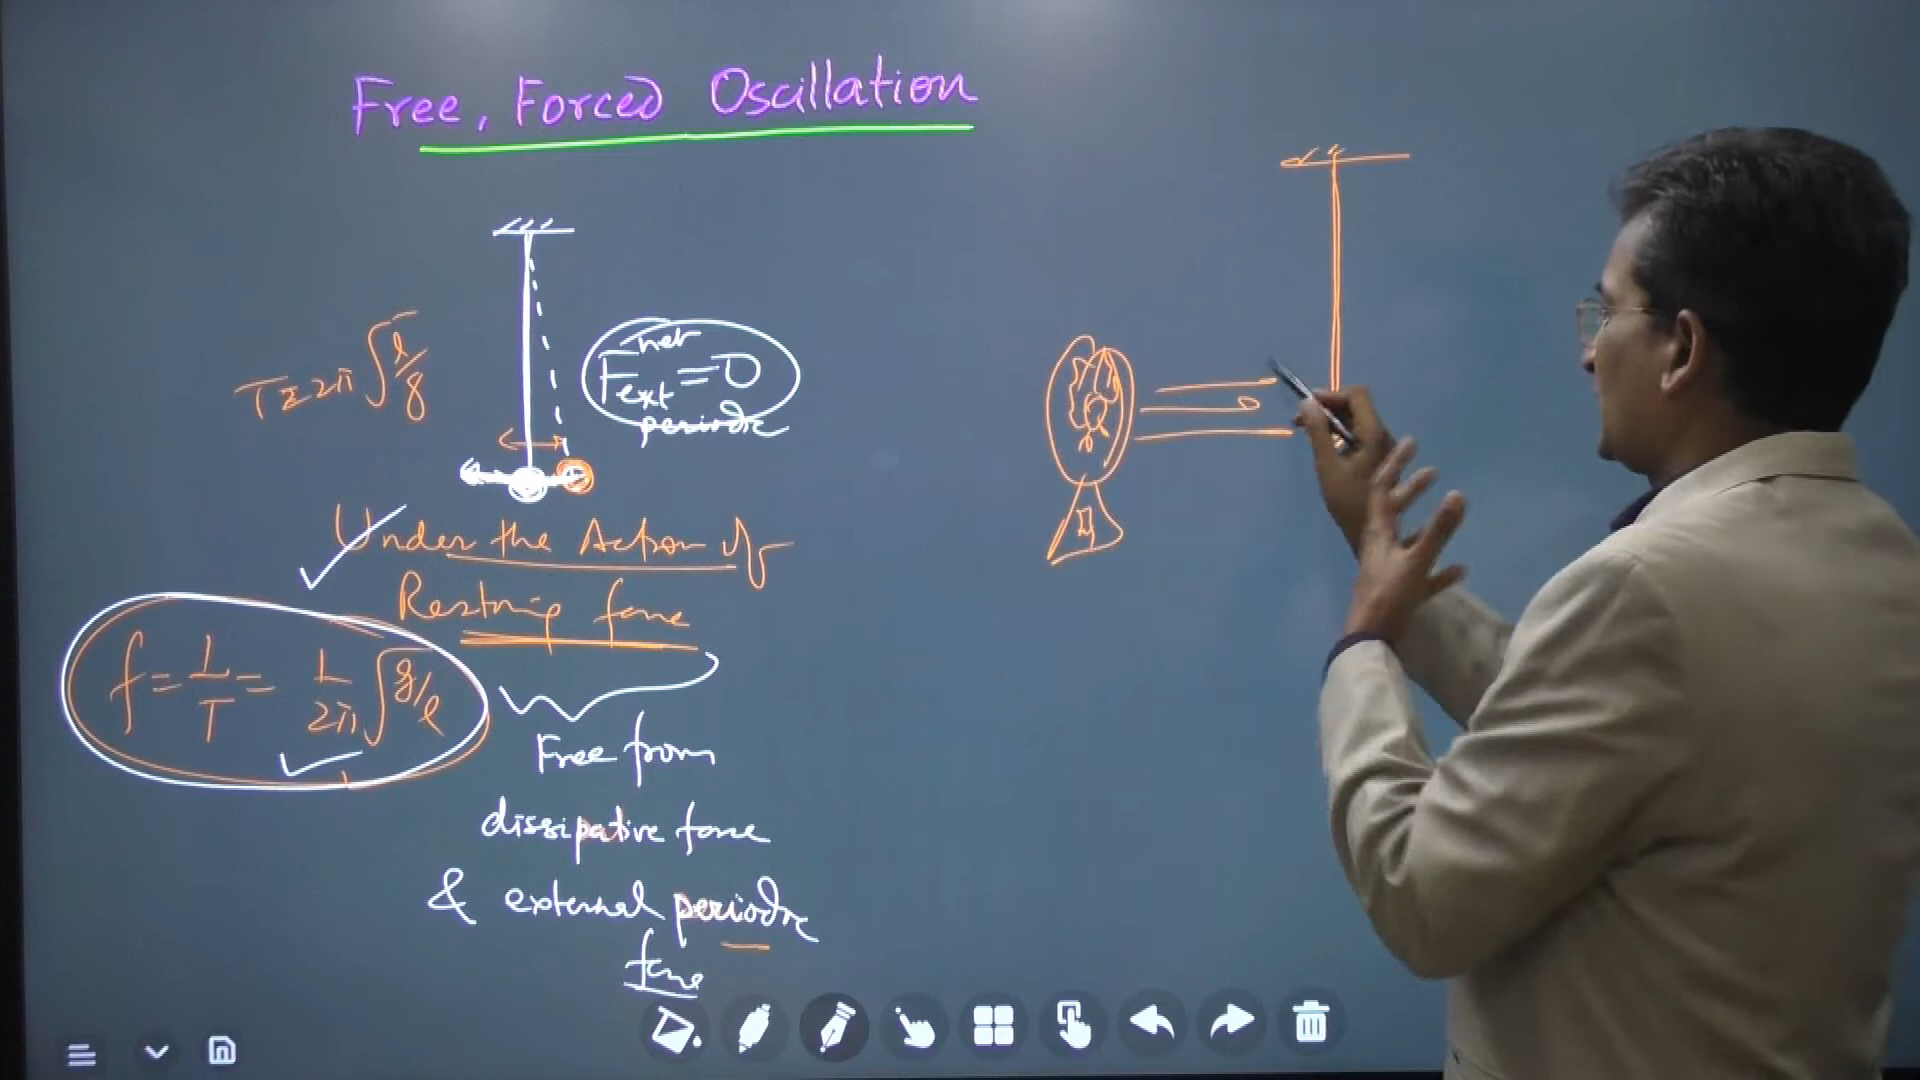 Free, Forced Oscillation
T = 2π √l/g
F net ext = 0
periodic
Under the Action of
Restoring force
f = 1/T = 1/2π √g/l
Free from
dissipative force
& external periodic
force